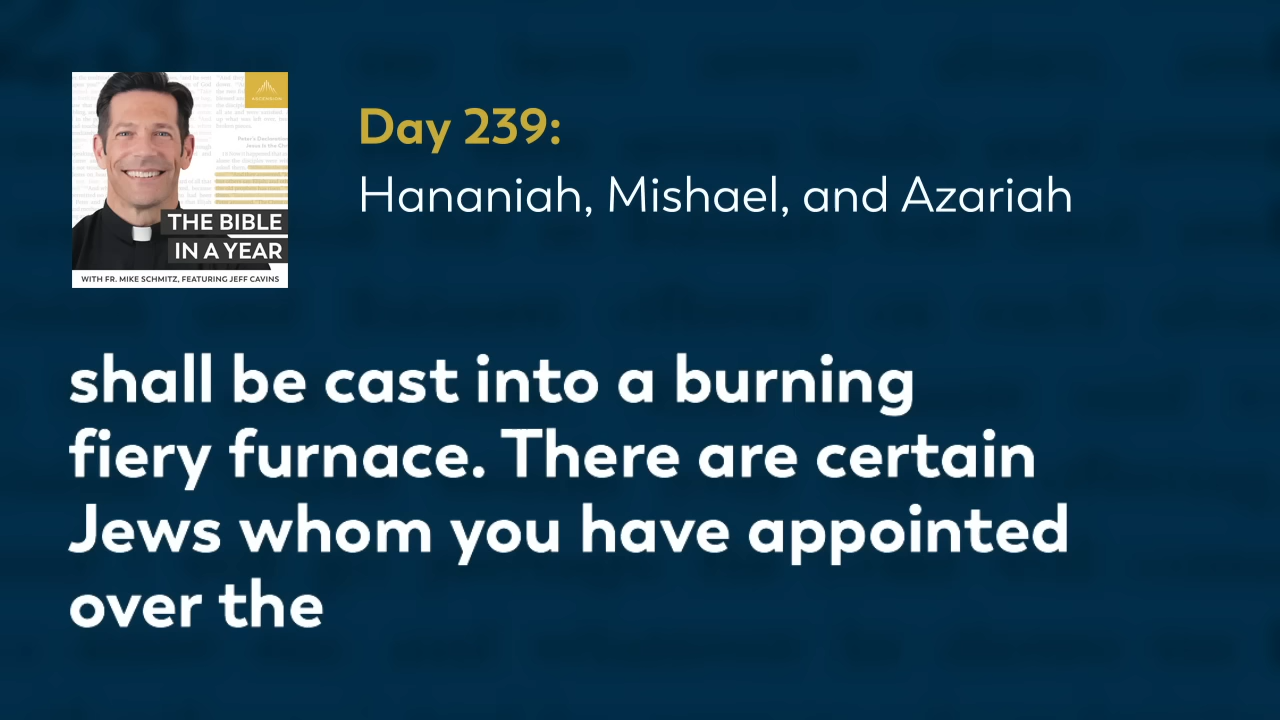 Day 239:
Hananiah, Mishael, and Azariah
THE BIBLE
IN A YEAR
WITH FR. MIKE SCHMITZ, FEATURING JEFF CAVINS
shall be cast into a burning
fiery furnace. There are certain
Jews whom you have appointed
over the